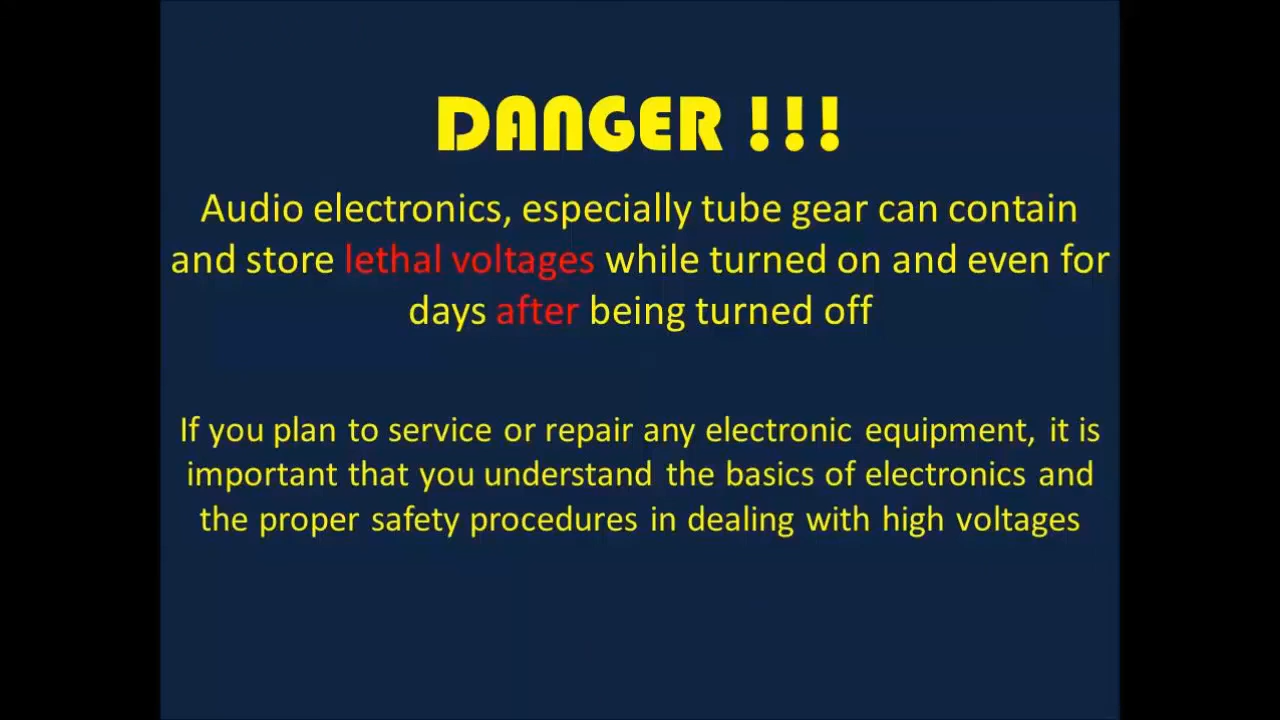 DANGER !!!
Audio electronics, especially tube gear can contain
and store lethal voltages while turned on and even for
days after being turned off
If you plan to service or repair any electronic equipment, it is
important that you understand the basics of electronics and
the proper safety procedures in dealing with high voltages